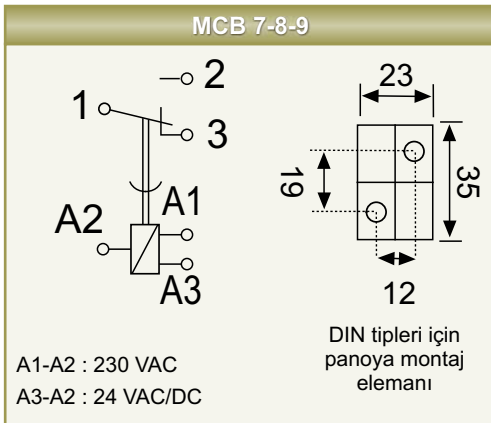 MCB 7-8-9
2
1
3
A2
A1
A3
23
19
35
12
A1-A2 : 230 VAC
A3-A2 : 24 VAC/DC
DIN tipleri için
panoya montaj
elemanı